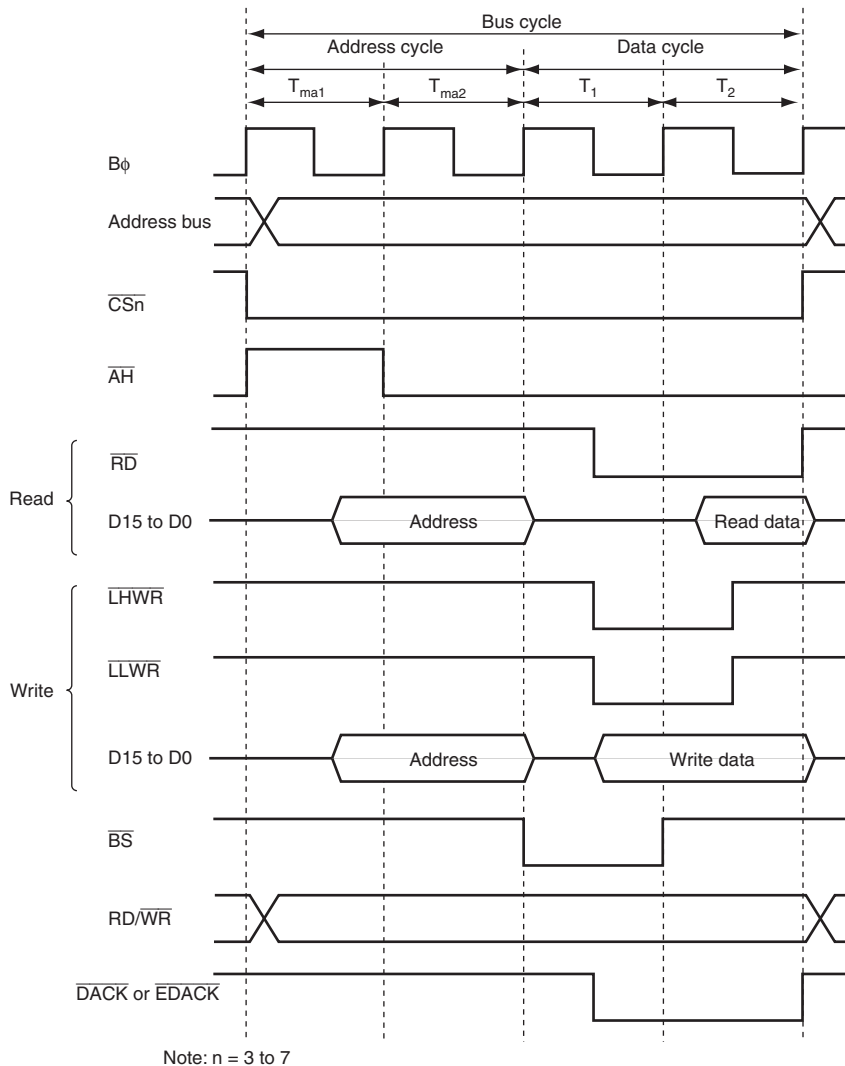 Bus cycle
Address cycle
Data cycle
Tma1
Tma2
T1
T2
Bϕ
Address bus
CSn
AH
Read
RD
D15 to D0
Address
Read data
Write
LHWR
LLWR
D15 to D0
Address
Write data
BS
RD/WR
DACK or EDACK
Note: n = 3 to 7